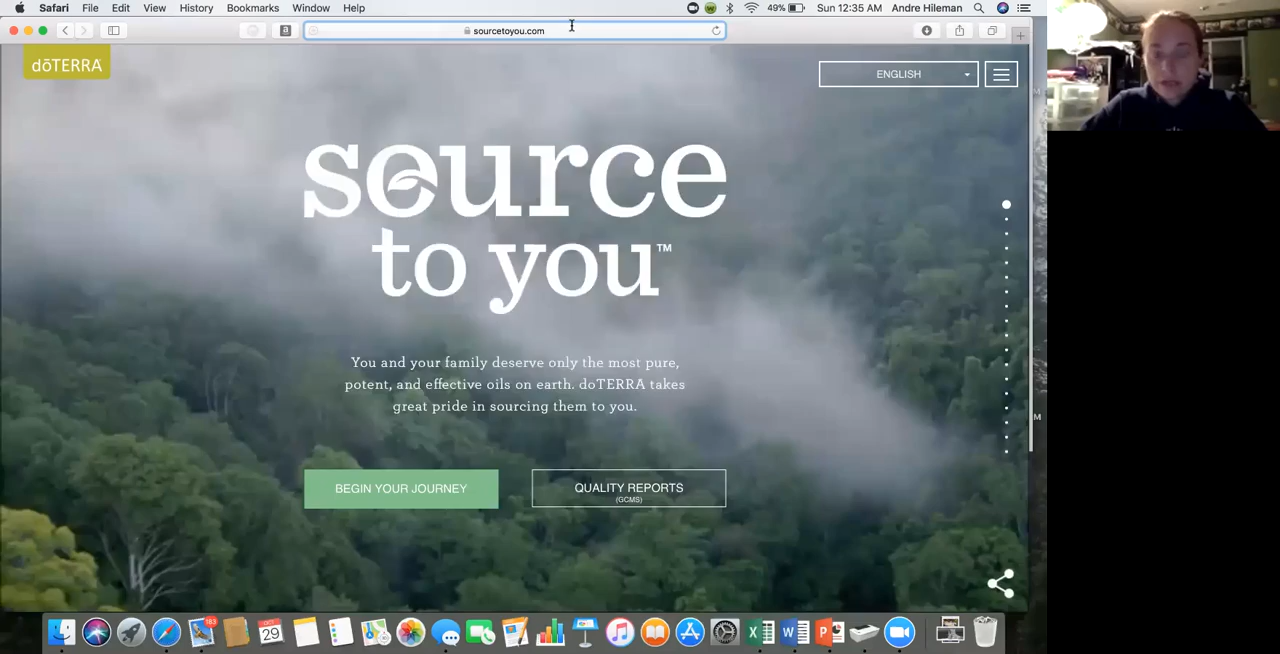 Safari File Edit View History Bookmarks Window Help
49% Sun 12:35 AM Andre Hileman
sourcetoyou.com
dōTERRA
ENGLISH
source
to you™
You and your family deserve only the most pure,
potent, and effective oils on earth. doTERRA takes
great pride in sourcing them to you.
BEGIN YOUR JOURNEY
QUALITY REPORTS
(GCMS)
M
M
183
OCT
29